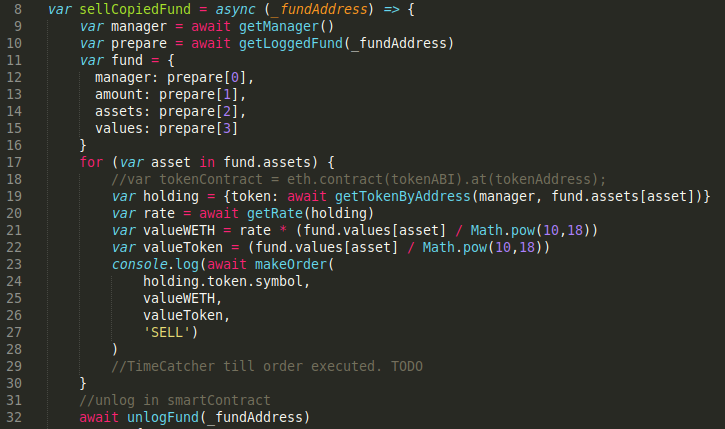 8 var sellCopiedFund = async (_fundAddress) => {
9 var manager = await getManager()
10 var prepare = await getLoggedFund(_fundAddress)
11 var fund = {
12 manager: prepare[0],
13 amount: prepare[1],
14 assets: prepare[2],
15 values: prepare[3]
16 }
17 for (var asset in fund.assets) {
18 //var tokenContract = eth.contract(tokenABI).at(tokenAddress);
19 var holding = {token: await getTokenByAddress(manager, fund.assets[asset])}
20 var rate = await getRate(holding)
21 var valueWETH = rate * (fund.values[asset] / Math.pow(10,18))
22 var valueToken = (fund.values[asset] / Math.pow(10,18))
23 console.log(await makeOrder(
24 holding.token.symbol,
25 valueWETH,
26 valueToken,
27 'SELL')
28 )
29 //TimeCatcher till order executed. TODO
30 }
31 //unlog in smartContract
32 await unlogFund(_fundAddress)